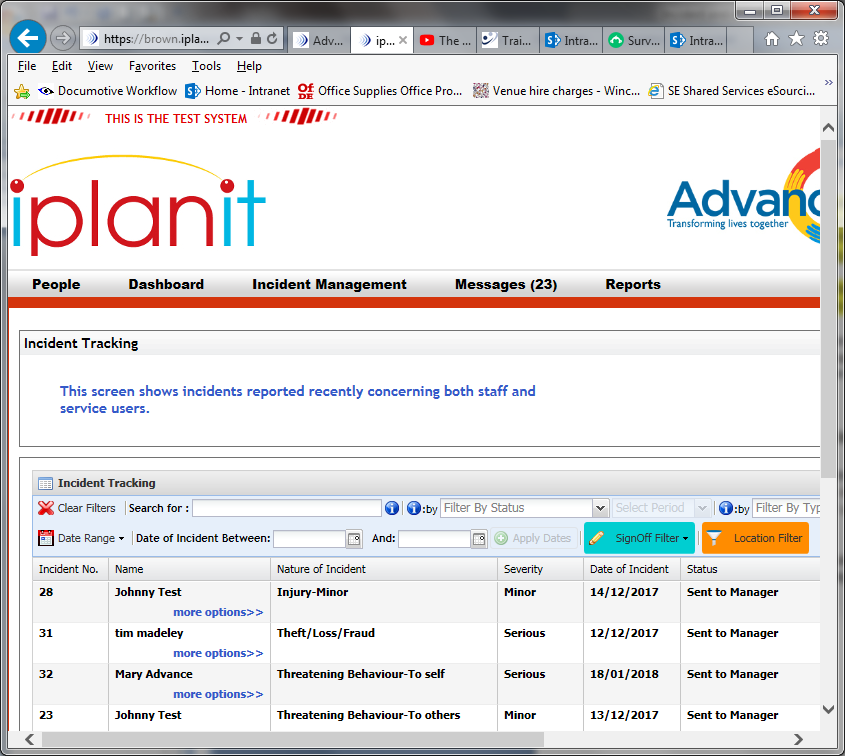 https://brown.ipla...
Adv...
ip...
The ...
Trai...
Intra...
Surv...
Intra...
File Edit View Favorites Tools Help
Documotive Workflow
Home - Intranet
Office Supplies Office Pro...
Venue hire charges - Winc...
SE Shared Services eSourci...
THIS IS THE TEST SYSTEM
iplanit
Advanc
Transforming lives together
People Dashboard Incident Management Messages (23) Reports
Incident Tracking
This screen shows incidents reported recently concerning both staff and
service users.
Incident Tracking
Clear Filters Search for : :by Filter By Status Select Period :by Filter By Typ
Date Range Date of Incident Between: And: Apply Dates SignOff Filter Location Filter
Incident No. Name Nature of Incident Severity Date of Incident Status
28 Johnny Test Injury-Minor Minor 14/12/2017 Sent to Manager
more options>>
31 tim madeley Theft/Loss/Fraud Serious 12/12/2017 Sent to Manager
more options>>
32 Mary Advance Threatening Behaviour-To self Serious 18/01/2018 Sent to Manager
more options>>
23 Johnny Test Threatening Behaviour-To others Minor 13/12/2017 Sent to Manager